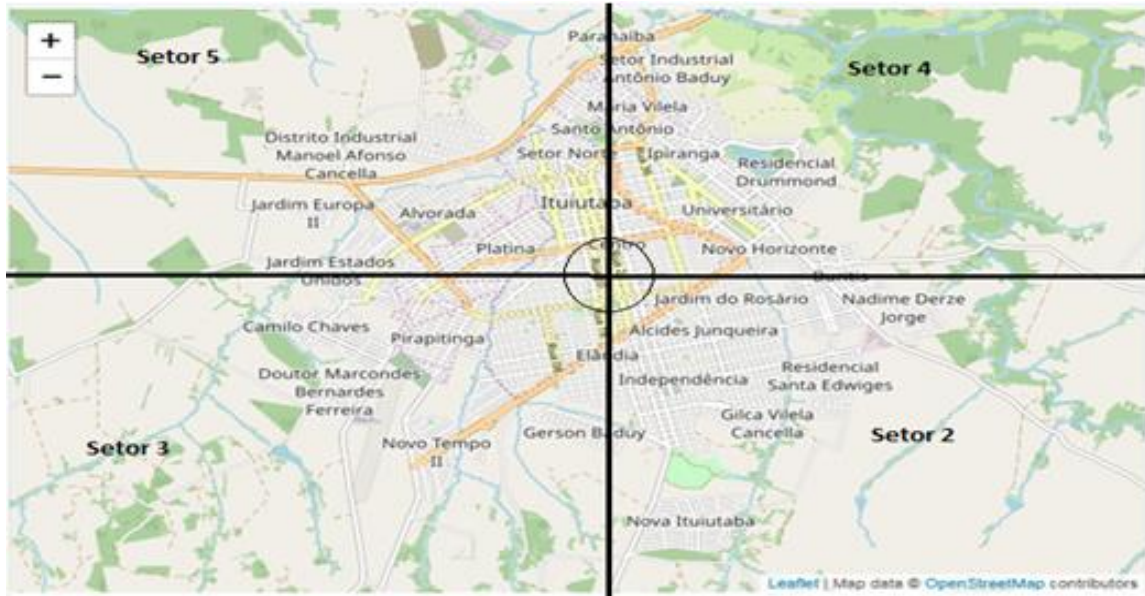 Paranaíba
+
Setor 5
Setor Industrial
Antônio Baduy
Setor 4
−
Maria Vilela
Santo Antônio
Distrito Industrial
Manoel Afonso
Cancella
Setor Norte
Ipiranga
Residencial
Drummond
Jardim Europa
II
Alvorada
Ituiutaba
Universitário
Platina
Centro
Novo Horizonte
Jardim Estados
Unidos
Buritis
Camilo Chaves
Jardim do Rosário
Nadime Derze
Jorge
Pirapitinga
Alcides Junqueira
Elândia
Doutor Marcondes
Bernardes
Ferreira
Independência
Residencial
Santa Edwiges
Gilca Vilela
Cancella
Setor 3
Novo Tempo
II
Gerson Baduy
Setor 2
Nova Ituiutaba
Leaflet | Map data © OpenStreetMap contributors